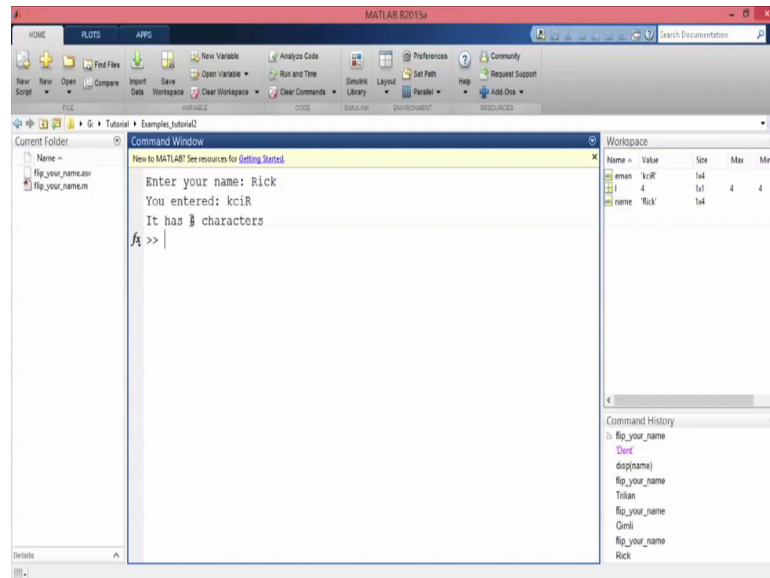 MATLAB R2015a
HOME PLOTS APPS
Search Documentation
New Script
New
Open
Find Files
Compare
Import Data
Save Workspace
New Variable
Open Variable
Clear Workspace
Analyze Code
Run and Time
Clear Commands
Simulink Library
Layout
Preferences
Set Path
Parallel
Help
Community
Request Support
Add-Ons
FILE VARIABLE CODE SIMULINK ENVIRONMENT RESOURCES
G: Tutorial Examples_tutorial2
Current Folder
Name
flip_your_name.asv
flip_your_name.m
Details
Command Window
New to MATLAB? See resources for Getting Started.
Enter your name: Rick
You entered: kciR
It has 4 characters
fx >>
Workspace
Name Value Size Max Min
eman 'kciR' 1x4
l 4 1x1 4 4
name 'Rick' 1x4
Command History
2x flip_your_name
'Dent'
disp(name)
flip_your_name
Trilian
flip_your_name
Gimli
flip_your_name
Rick